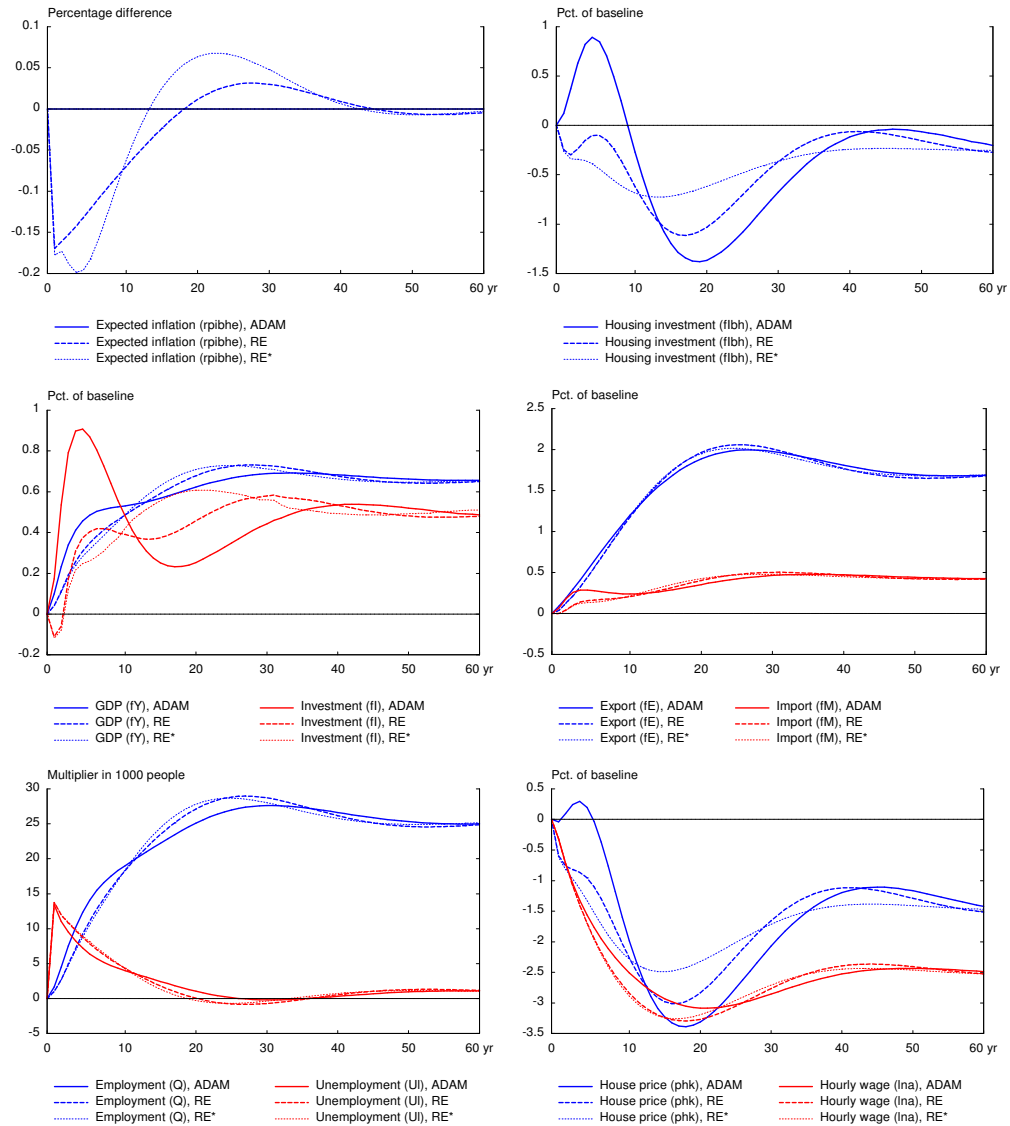 Percentage difference
0.1
0.05
0
-0.05
-0.1
-0.15
-0.2
0 10 20 30 40 50 60 yr
Expected inflation (rpibhe), ADAM
Expected inflation (rpibhe), RE
Expected inflation (rpibhe), RE*
Pct. of baseline
1
0.5
0
-0.5
-1
-1.5
0 10 20 30 40 50 60 yr
Housing investment (fIbh), ADAM
Housing investment (fIbh), RE
Housing investment (fIbh), RE*
Pct. of baseline
1
0.8
0.6
0.4
0.2
0
-0.2
0 10 20 30 40 50 60 yr
GDP (fY), ADAM
GDP (fY), RE
GDP (fY), RE*
Investment (fI), ADAM
Investment (fI), RE
Investment (fI), RE*
Pct. of baseline
2.5
2
1.5
1
0.5
0
-0.5
0 10 20 30 40 50 60 yr
Export (fE), ADAM
Export (fE), RE
Export (fE), RE*
Import (fM), ADAM
Import (fM), RE
Import (fM), RE*
Multiplier in 1000 people
30
25
20
15
10
5
0
-5
0 10 20 30 40 50 60 yr
Employment (Q), ADAM
Employment (Q), RE
Employment (Q), RE*
Unemployment (Ul), ADAM
Unemployment (Ul), RE
Unemployment (Ul), RE*
Pct. of baseline
0.5
0
-0.5
-1
-1.5
-2
-2.5
-3
-3.5
0 10 20 30 40 50 60 yr
House price (phk), ADAM
House price (phk), RE
House price (phk), RE*
Hourly wage (lna), ADAM
Hourly wage (lna), RE
Hourly wage (lna), RE*